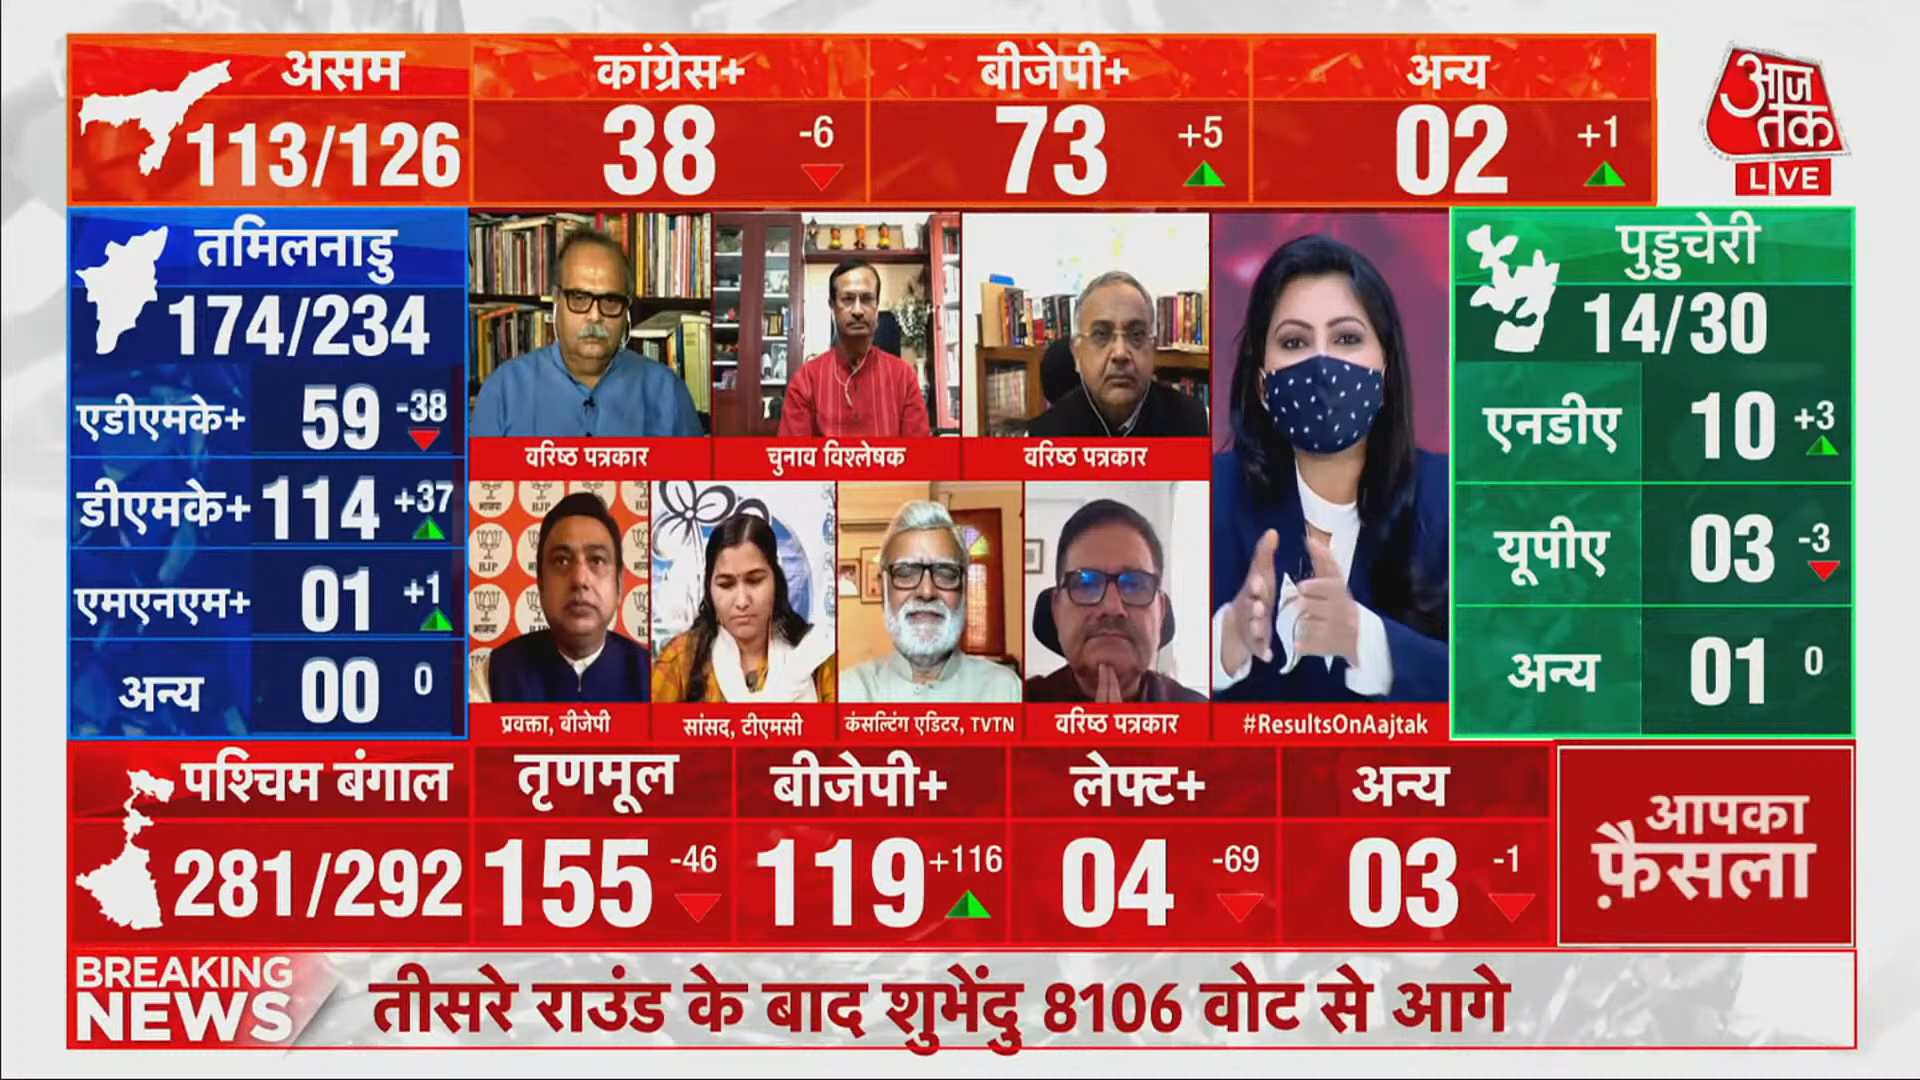 असम
113/126
कांग्रेस+
38 -6
बीजेपी+
73 +5
अन्य
02 +1
आज तक
LIVE
तमिलनाडु
174/234
एडीएमके+ 59 -38
डीएमके+ 114 +37
एमएनएम+ 01 +1
अन्य 00 0
वरिष्ठ पत्रकार
चुनाव विश्लेषक
वरिष्ठ पत्रकार
BJP
भाजपा
प्रवक्ता, बीजेपी
सांसद, टीएमसी
कंसल्टिंग एडिटर, TVTN
वरिष्ठ पत्रकार
#ResultsOnAajtak
पुडुचेरी
14/30
एनडीए 10 +3
यूपीए 03 -3
अन्य 01 0
पश्चिम बंगाल
281/292
तृणमूल
155 -46
बीजेपी+
119 +116
लेफ्ट+
04 -69
अन्य
03 -1
आपका
फ़ैसला
BREAKING
NEWS
तीसरे राउंड के बाद शुभेंदु 8106 वोट से आगे